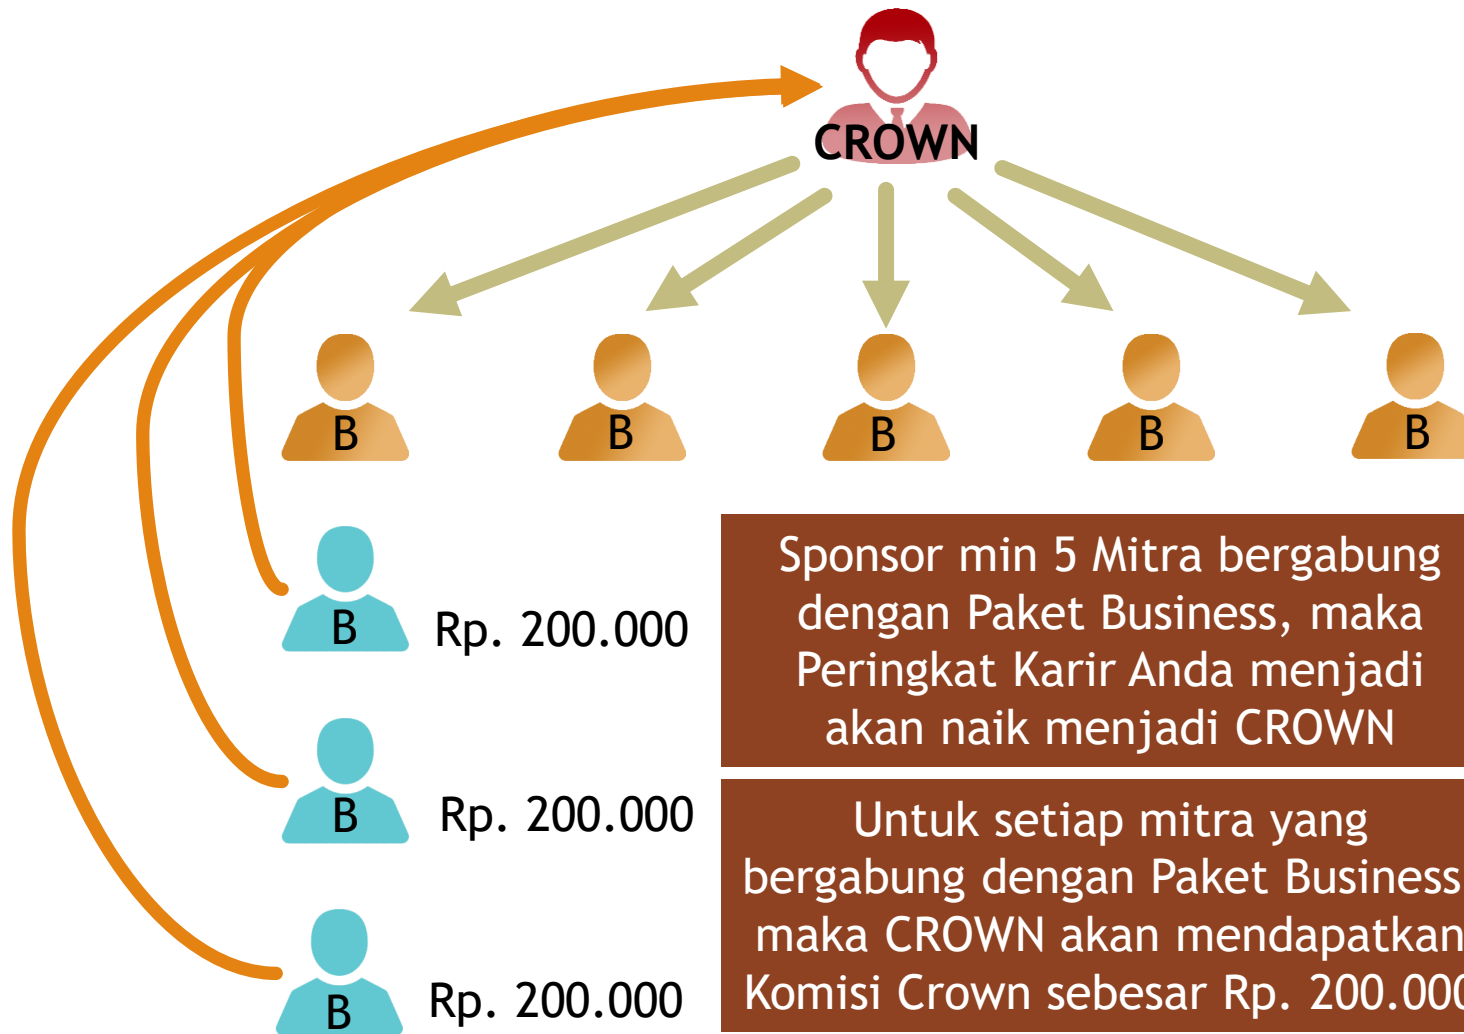 CROWN
B B B B B
B Rp. 200.000
B Rp. 200.000
B Rp. 200.000
Sponsor min 5 Mitra bergabung
dengan Paket Business, maka
Peringkat Karir Anda menjadi
akan naik menjadi CROWN
Untuk setiap mitra yang
bergabung dengan Paket Business
maka CROWN akan mendapatkan
Komisi Crown sebesar Rp. 200.000